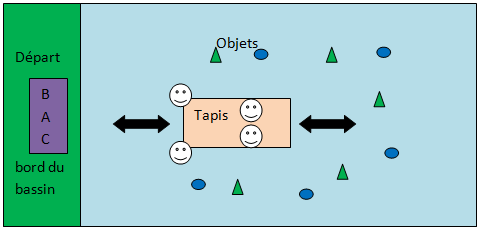 Départ
B
A
C
bord du
bassin
Objets
Tapis